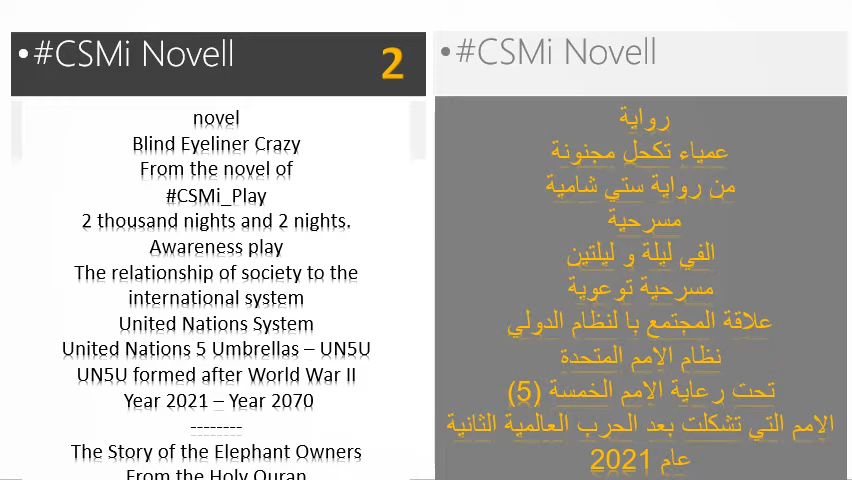 •#CSMi Novell
2
novel
Blind Eyeliner Crazy
From the novel of
#CSMi_Play
2 thousand nights and 2 nights.
Awareness play
The relationship of society to the
international system
United Nations System
United Nations 5 Umbrellas – UN5U
UN5U formed after World War II
Year 2021 – Year 2070
--------
The Story of the Elephant Owners
From the Holy Quran
•#CSMi Novell
رواية
عمياء تكحل مجنونة
من رواية ستي شامية
مسرحية
الفي ليلة و ليلتين
مسرحية توعوية
علاقة المجتمع با لنظام الدولي
نظام الامم المتحدة
تحت رعاية الامم الخمسة (5)
الامم التي تشكلت بعد الحرب العالمية الثانية
عام 2021